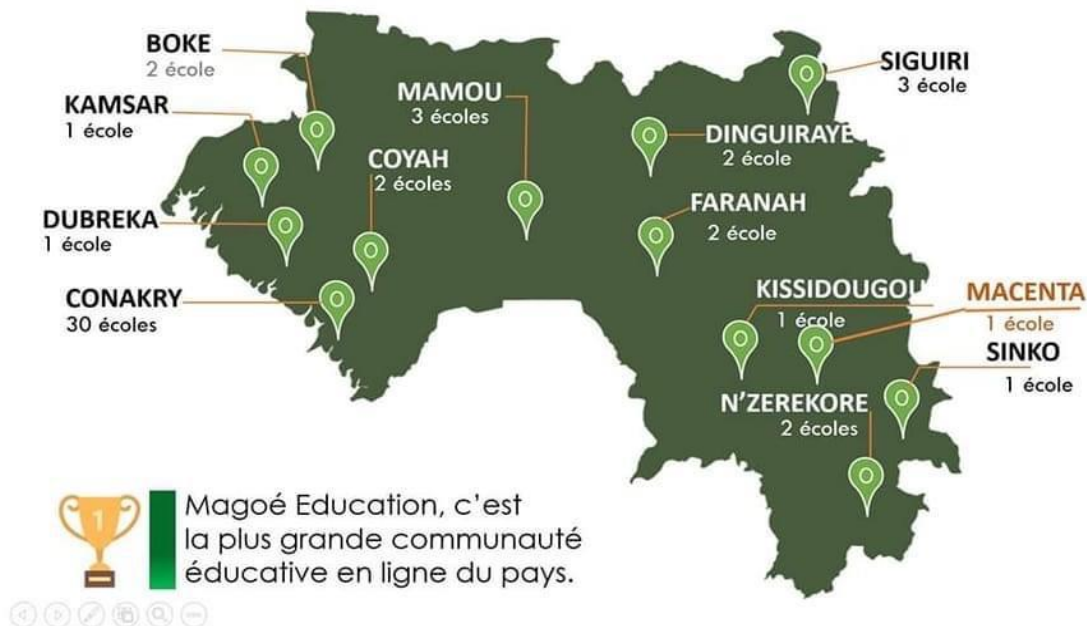 BOKE
2 école
KAMSAR
1 école
DUBREKA
1 école
CONAKRY
30 écoles
COYAH
2 écoles
MAMOU
3 écoles
SIGUIRI
3 école
DINGUIRAYE
2 école
FARANAH
2 école
KISSIDOUGOU
1 école
MACENTA
1 école
SINKO
1 école
N'ZEREKORE
2 écoles
1
Magoé Education, c'est
la plus grande communauté
éducative en ligne du pays.